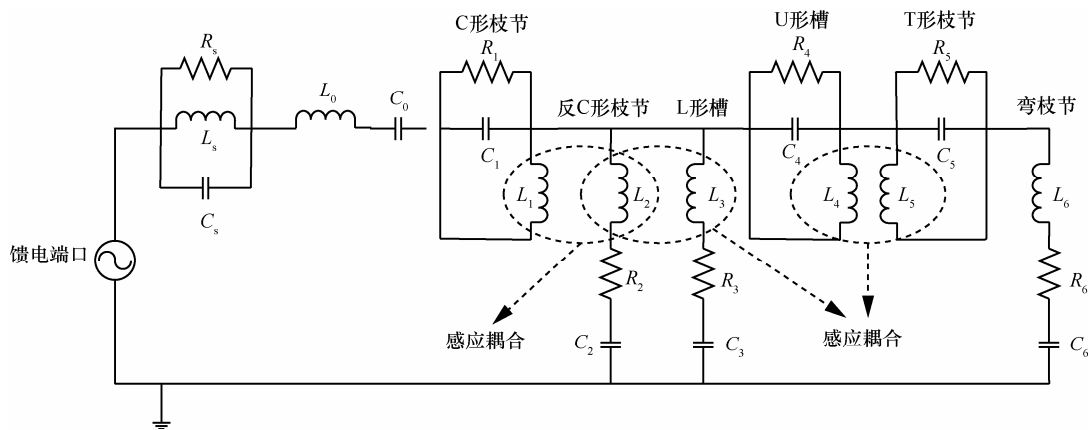 C形枝节
U形槽
T形枝节
Rs
R1
R4
R5
L0
C0
反C形枝节
L形槽
弯枝节
Ls
C1
C4
C5
L1
L2
L3
L4
L5
L6
Cs
馈电端口
R2
R3
R6
感应耦合
感应耦合
C2
C3
C6